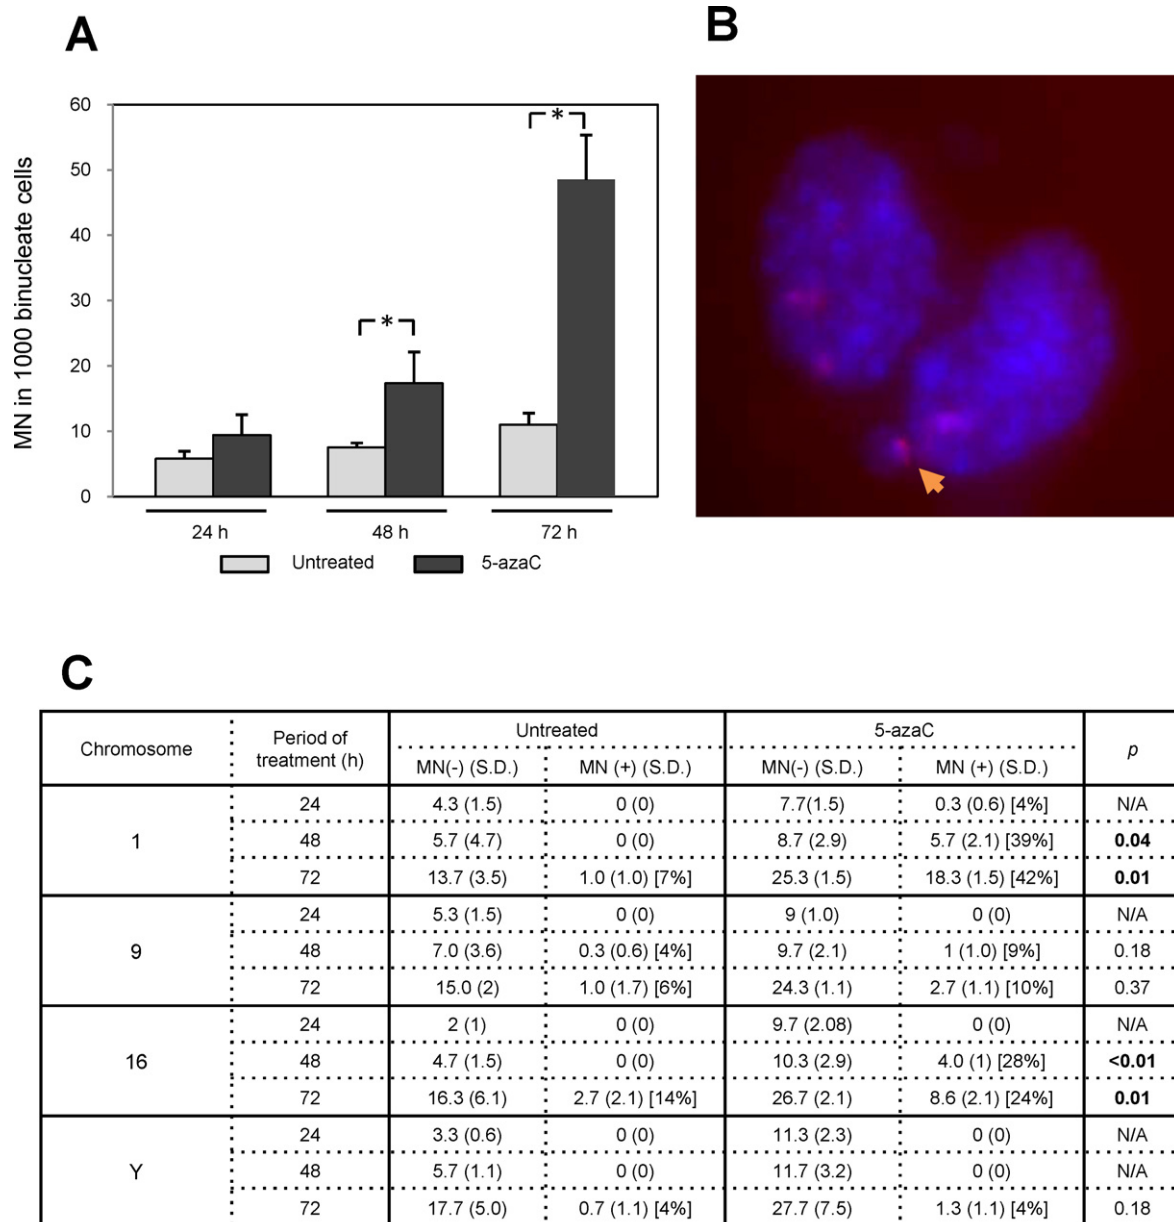 A
B
MN in 1000 binucleate cells
60
50
40
30
20
10
0
*
*
24 h
48 h
72 h
Untreated
5-azaC
C
Chromosome
Period of treatment (h)
Untreated
5-azaC
p
MN(-) (S.D.)
MN (+) (S.D.)
MN(-) (S.D.)
MN (+) (S.D.)
1
24 4.3 (1.5) 0 (0) 7.7(1.5) 0.3 (0.6) [4%] N/A
48 5.7 (4.7) 0 (0) 8.7 (2.9) 5.7 (2.1) [39%] 0.04
72 13.7 (3.5) 1.0 (1.0) [7%] 25.3 (1.5) 18.3 (1.5) [42%] 0.01
9
24 5.3 (1.5) 0 (0) 9 (1.0) 0 (0) N/A
48 7.0 (3.6) 0.3 (0.6) [4%] 9.7 (2.1) 1 (1.0) [9%] 0.18
72 15.0 (2) 1.0 (1.7) [6%] 24.3 (1.1) 2.7 (1.1) [10%] 0.37
16
24 2 (1) 0 (0) 9.7 (2.08) 0 (0) N/A
48 4.7 (1.5) 0 (0) 10.3 (2.9) 4.0 (1) [28%] <0.01
72 16.3 (6.1) 2.7 (2.1) [14%] 26.7 (2.1) 8.6 (2.1) [24%] 0.01
Y
24 3.3 (0.6) 0 (0) 11.3 (2.3) 0 (0) N/A
48 5.7 (1.1) 0 (0) 11.7 (3.2) 0 (0) N/A
72 17.7 (5.0) 0.7 (1.1) [4%] 27.7 (7.5) 1.3 (1.1) [4%] 0.18